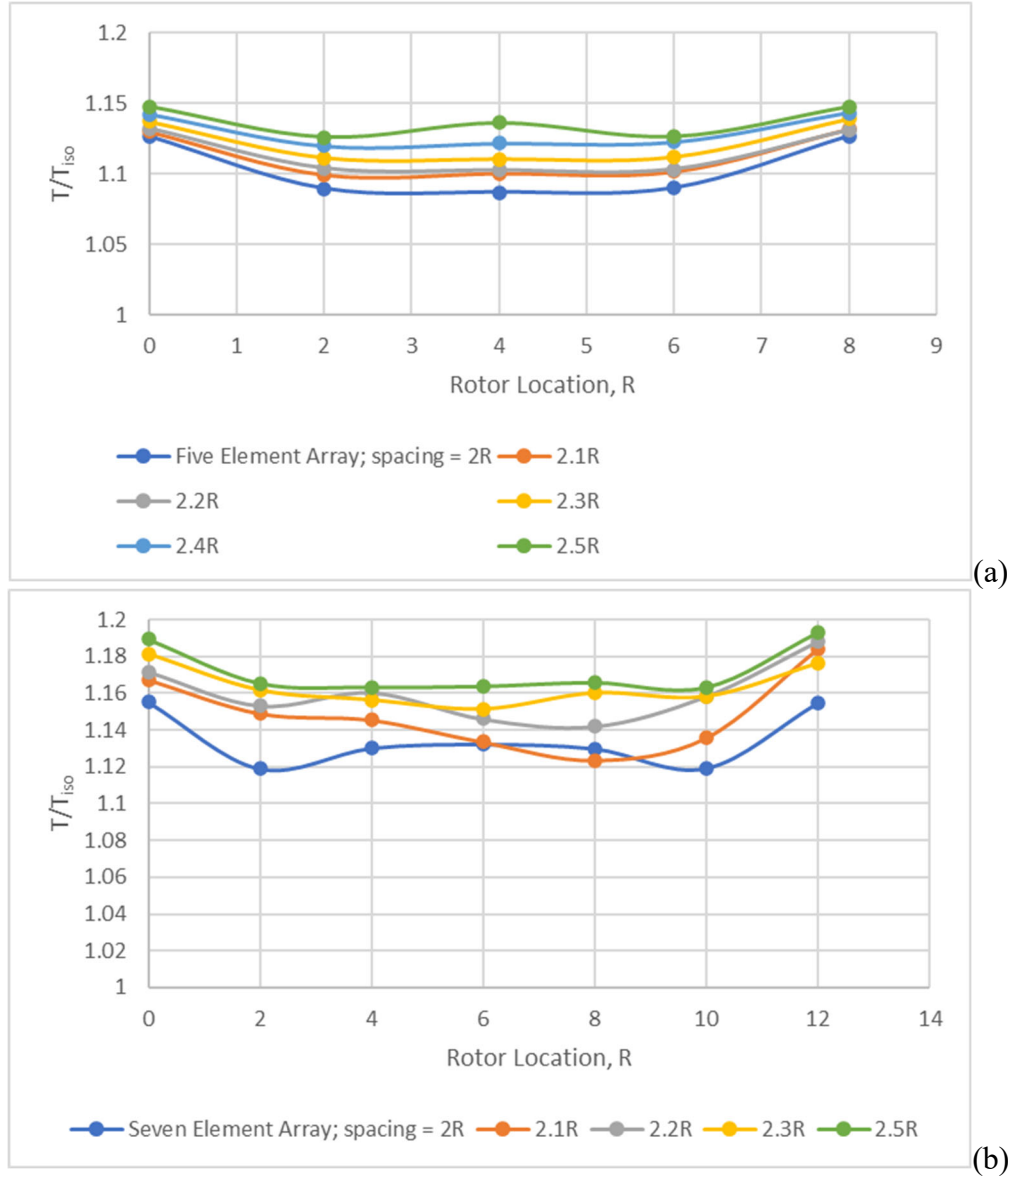 1.2
1.15
1.1
1.05
1
T/Tiso
0 1 2 3 4 5 6 7 8 9
Rotor Location, R
Five Element Array; spacing = 2R 2.1R
2.2R 2.3R
2.4R 2.5R
(a)
1.2
1.18
1.16
1.14
1.12
1.1
1.08
1.06
1.04
1.02
1
T/Tiso
0 2 4 6 8 10 12 14
Rotor Location, R
Seven Element Array; spacing = 2R 2.1R 2.2R 2.3R 2.5R
(b)